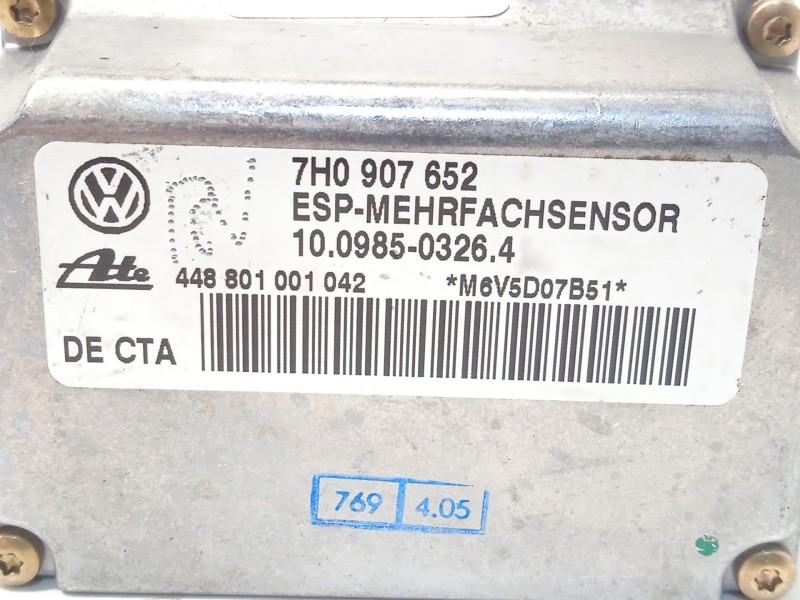 7H0 907 652
ESP-MEHRFACHSENSOR
10.0985-0326.4
Ate
448 801 001 042 *M6V5D07B51*
DE CTA
769 4.05